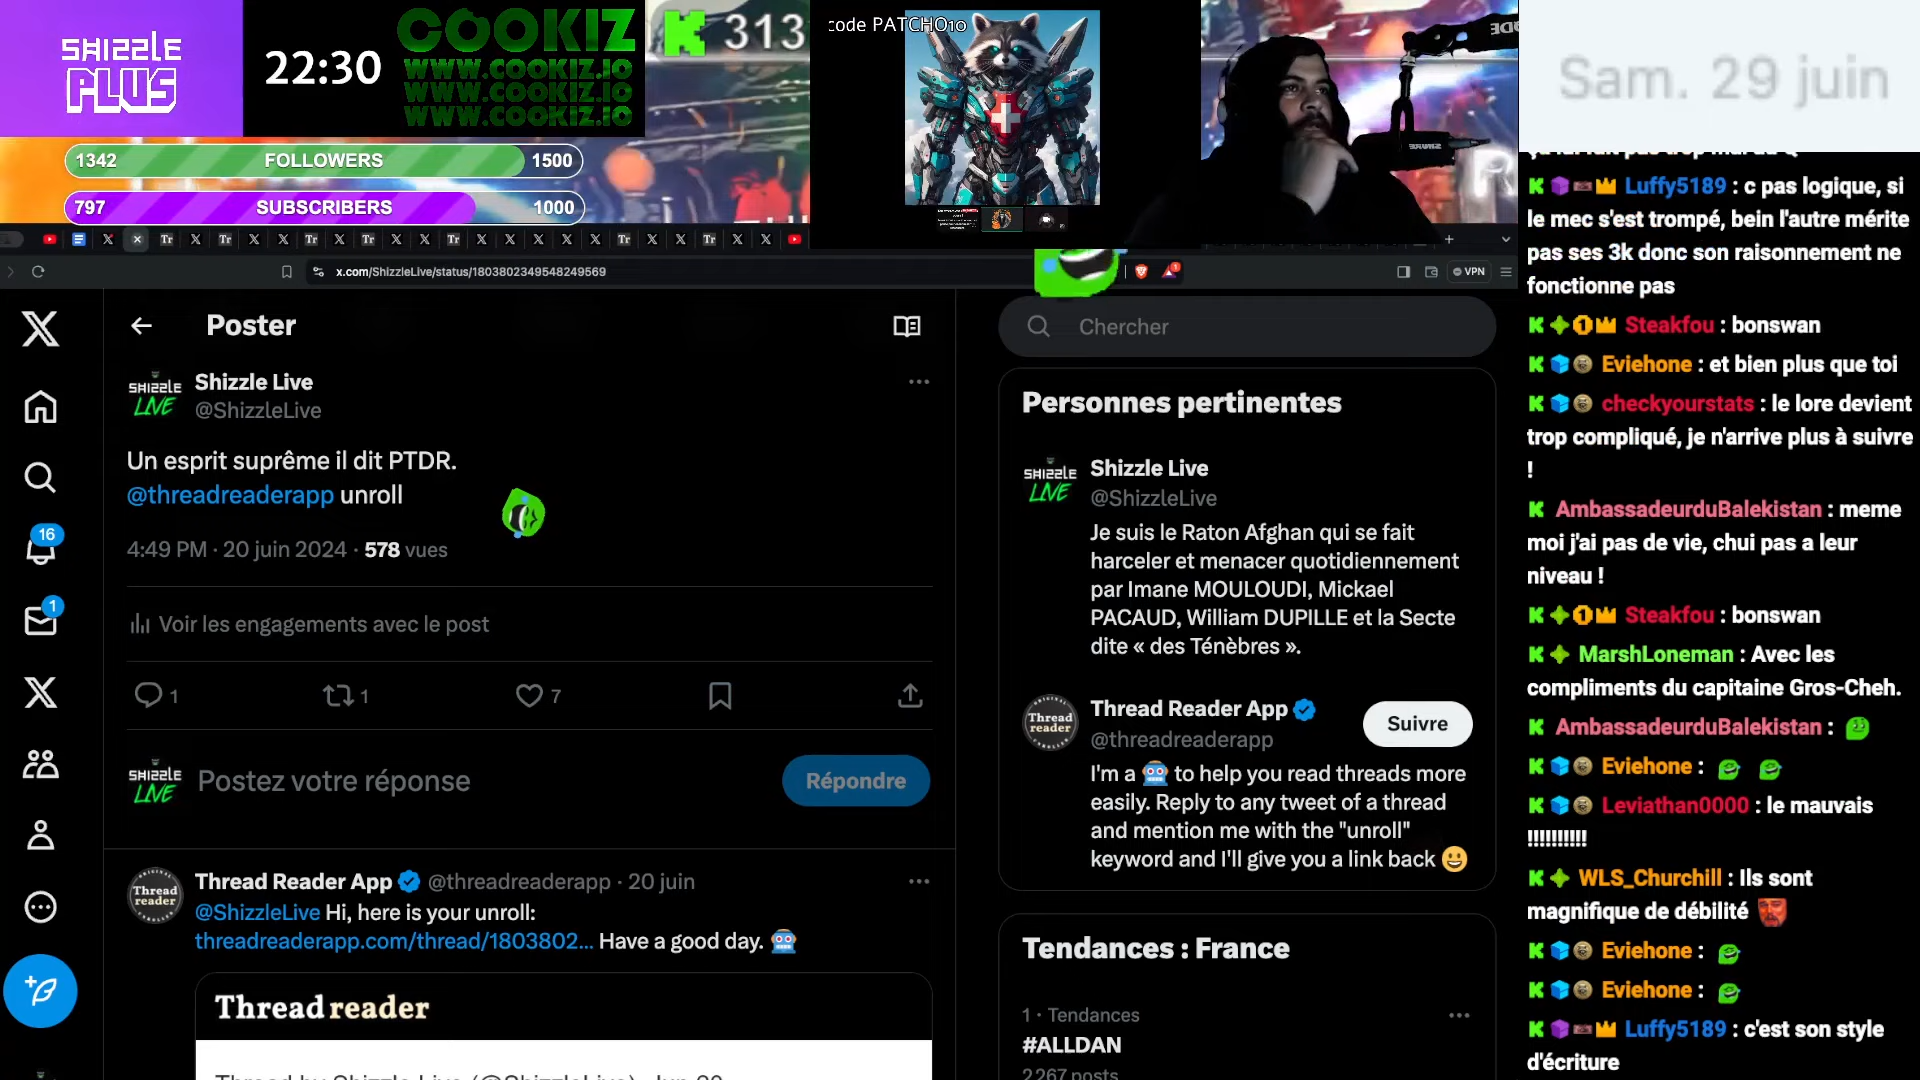 SHIZZLE
PLUS
22:30
COOKIZ
WWW.COOKIZ.IO
WWW.COOKIZ.IO
WWW.COOKIZ.IO
313
code PATCHO10
Sam. 29 juin
1342 FOLLOWERS 1500
797 SUBSCRIBERS 1000
x.com/ShizzleLive/status/1803802349548249569
VPN
Poster
Shizzle Live
@ShizzleLive
Un esprit suprême il dit PTDR.
@threadreaderapp unroll
4:49 PM · 20 juin 2024 · 578 vues
Voir les engagements avec le post
1 1 7
Postez votre réponse
Répondre
Thread Reader App @threadreaderapp · 20 juin
@ShizzleLive Hi, here is your unroll:
threadreaderapp.com/thread/1803802... Have a good day.
Thread reader
16
1
Chercher
Personnes pertinentes
Shizzle Live
@ShizzleLive
Je suis le Raton Afghan qui se fait
harceler et menacer quotidiennement
par Imane MOULOUDI, Mickael
PACAUD, William DUPILLE et la Secte
dite « des Ténèbres ».
Thread Reader App
@threadreaderapp
Suivre
I'm a to help you read threads more
easily. Reply to any tweet of a thread
and mention me with the "unroll"
keyword and I'll give you a link back
Tendances : France
1 · Tendances
#ALLDAN
2 267 posts
Luffy5189 : c pas logique, si
le mec s'est trompé, bein l'autre mérite
pas ses 3k donc son raisonnement ne
fonctionne pas
Steakfou : bonswan
Eviehone : et bien plus que toi
checkyourstats : le lore devient
trop compliqué, je n'arrive plus à suivre
!
AmbassadeurduBalekistan : meme
moi j'ai pas de vie, chui pas a leur
niveau !
Steakfou : bonswan
MarshLoneman : Avec les
compliments du capitaine Gros-Cheh.
AmbassadeurduBalekistan :
Eviehone :
Leviathan0000 : le mauvais
!!!!!!!!!!
WLS_Churchill : Ils sont
magnifique de débilité
Eviehone :
Eviehone :
Luffy5189 : c'est son style
d'écriture